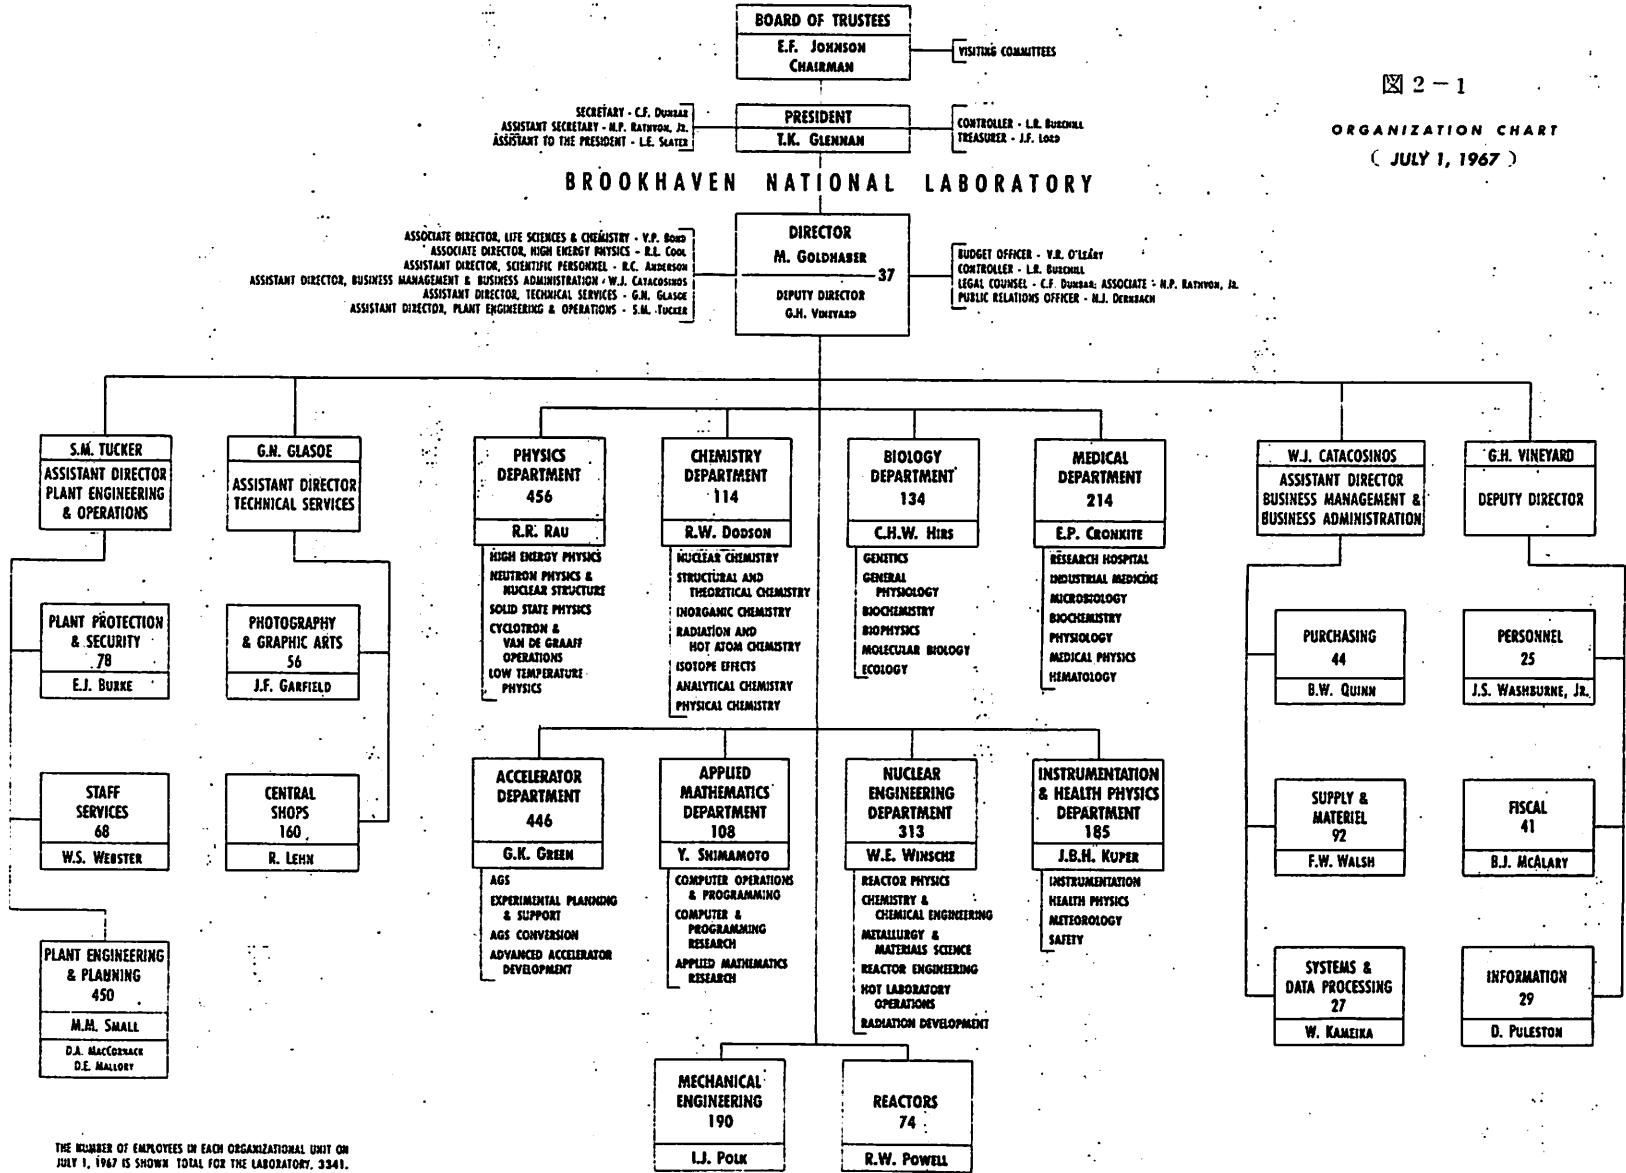 BOARD OF TRUSTEES
E.F. JOHNSON
CHAIRMAN
VISITING COMMITTEES
図 2 – 1
ORGANIZATION CHART
( JULY 1, 1967 )
SECRETARY - C.F. DUNBAR
ASSISTANT SECRETARY - N.P. RATHVON, JR.
ASSISTANT TO THE PRESIDENT - L.E. SLATER
PRESIDENT
T.K. GLENNAN
CONTROLLER - L.R. BURCHILL
TREASURER - J.F. LORD
BROOKHAVEN NATIONAL LABORATORY
ASSOCIATE DIRECTOR, LIFE SCIENCES & CHEMISTRY - V.P. BOND
ASSOCIATE DIRECTOR, HIGH ENERGY PHYSICS - R.L. COOL
ASSISTANT DIRECTOR, SCIENTIFIC PERSONNEL - R.C. ANDERSON
ASSISTANT DIRECTOR, BUSINESS MANAGEMENT & BUSINESS ADMINISTRATION - W.J. CATACOSINOS
ASSISTANT DIRECTOR, TECHNICAL SERVICES - G.N. GLASOE
ASSISTANT DIRECTOR, PLANT ENGINEERING & OPERATIONS - S.M. TUCKER
DIRECTOR
M. GOLDHABER
37
DEPUTY DIRECTOR
G.H. VINEYARD
BUDGET OFFICER - V.R. O'LEARY
CONTROLLER - L.R. BURCHILL
LEGAL COUNSEL - C.F. DUNBAR; ASSOCIATE - N.P. RATHVON, JR.
PUBLIC RELATIONS OFFICER - N.J. DERNBACH
S.M. TUCKER
ASSISTANT DIRECTOR
PLANT ENGINEERING
& OPERATIONS
G.N. GLASOE
ASSISTANT DIRECTOR
TECHNICAL SERVICES
PHYSICS
DEPARTMENT
456
R.R. RAU
HIGH ENERGY PHYSICS
NEUTRON PHYSICS &
NUCLEAR STRUCTURE
SOLID STATE PHYSICS
CYCLOTRON &
VAN DE GRAAFF
OPERATIONS
LOW TEMPERATURE
PHYSICS
CHEMISTRY
DEPARTMENT
114
R.W. DODSON
NUCLEAR CHEMISTRY
STRUCTURAL AND
THEORETICAL CHEMISTRY
INORGANIC CHEMISTRY
RADIATION AND
HOT ATOM CHEMISTRY
ISOTOPE EFFECTS
ANALYTICAL CHEMISTRY
PHYSICAL CHEMISTRY
BIOLOGY
DEPARTMENT
134
C.H.W. HIRS
GENETICS
GENERAL
PHYSIOLOGY
BIOCHEMISTRY
BIOPHYSICS
MOLECULAR BIOLOGY
ECOLOGY
MEDICAL
DEPARTMENT
214
E.P. CRONKITE
RESEARCH HOSPITAL
INDUSTRIAL MEDICINE
MICROBIOLOGY
BIOCHEMISTRY
PHYSIOLOGY
MEDICAL PHYSICS
HEMATOLOGY
W.J. CATACOSINOS
ASSISTANT DIRECTOR
BUSINESS MANAGEMENT &
BUSINESS ADMINISTRATION
G.H. VINEYARD
DEPUTY DIRECTOR
PLANT PROTECTION
& SECURITY
78
E.J. BURKE
PHOTOGRAPHY
& GRAPHIC ARTS
56
J.F. GARFIELD
PURCHASING
44
B.W. QUINN
PERSONNEL
25
J.S. WASHBURNE, JR.
STAFF
SERVICES
68
W.S. WEBSTER
CENTRAL
SHOPS
160
R. LEHN
ACCELERATOR
DEPARTMENT
446
G.K. GREEN
AGS
EXPERIMENTAL PLANNING
& SUPPORT
AGS CONVERSION
ADVANCED ACCELERATOR
DEVELOPMENT
APPLIED
MATHEMATICS
DEPARTMENT
108
Y. SHIMAMOTO
COMPUTER OPERATIONS
& PROGRAMMING
COMPUTER &
PROGRAMMING
RESEARCH
APPLIED MATHEMATICS
RESEARCH
NUCLEAR
ENGINEERING
DEPARTMENT
313
W.E. WINSCHE
REACTOR PHYSICS
CHEMISTRY &
CHEMICAL ENGINEERING
METALLURGY &
MATERIALS SCIENCE
REACTOR ENGINEERING
HOT LABORATORY
OPERATIONS
RADIATION DEVELOPMENT
INSTRUMENTATION
& HEALTH PHYSICS
DEPARTMENT
185
J.B.H. KUPER
INSTRUMENTATION
HEALTH PHYSICS
METEOROLOGY
SAFETY
SUPPLY &
MATERIEL
92
F.W. WALSH
FISCAL
41
B.J. MCALARY
PLANT ENGINEERING
& PLANNING
450
M.M. SMALL
D.A. MACCORNACK
D.E. MALLORY
SYSTEMS &
DATA PROCESSING
27
W. KAMEIKA
INFORMATION
29
D. PULESTON
MECHANICAL
ENGINEERING
190
I.J. POLK
REACTORS
74
R.W. POWELL
THE NUMBER OF EMPLOYEES IN EACH ORGANIZATIONAL UNIT ON
JULY 1, 1967 IS SHOWN TOTAL FOR THE LABORATORY, 3341.